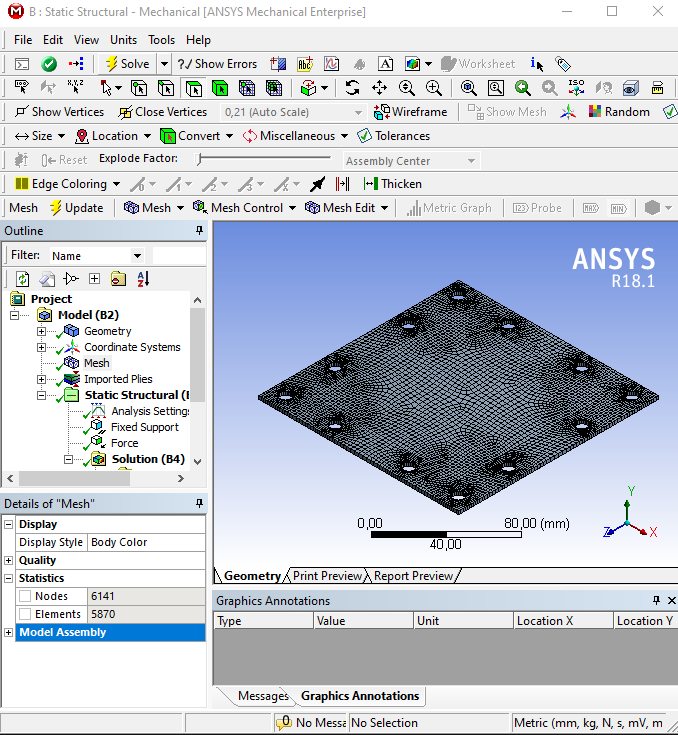 B : Static Structural - Mechanical [ANSYS Mechanical Enterprise]
File Edit View Units Tools Help
Solve ?/ Show Errors Worksheet
Show Vertices Close Vertices 0,21 (Auto Scale) Wireframe Show Mesh Random
Size Location Convert Miscellaneous Tolerances
Reset Explode Factor: Assembly Center
Edge Coloring Thicken
Mesh Update Mesh Mesh Control Mesh Edit Metric Graph Probe
Outline
Filter: Name
Project
Model (B2)
Geometry
Coordinate Systems
Mesh
Imported Plies
Static Structural (
Analysis Setting
Fixed Support
Force
Solution (B4)
ANSYS
R18.1
0,00 80,00 (mm)
40,00
Y
Z X
Geometry Print Preview Report Preview
Details of "Mesh"
Display
Display Style Body Color
Quality
Statistics
Nodes 6141
Elements 5870
Model Assembly
Graphics Annotations
Type Value Unit Location X Location Y
Messages Graphics Annotations
0 No Messa No Selection Metric (mm, kg, N, s, mV, m